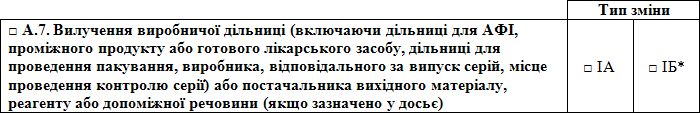 Тип зміни
□ А.7. Вилучення виробничої дільниці (включаючи дільниці для АФІ,
проміжного продукту або готового лікарського засобу, дільниці для
проведення пакування, виробника, відповідального за випуск серій, місце
проведення контролю серії) або постачальника вихідного матеріалу,
реагенту або допоміжної речовини (якщо зазначено у досьє)
□ ІА
□ ІБ*